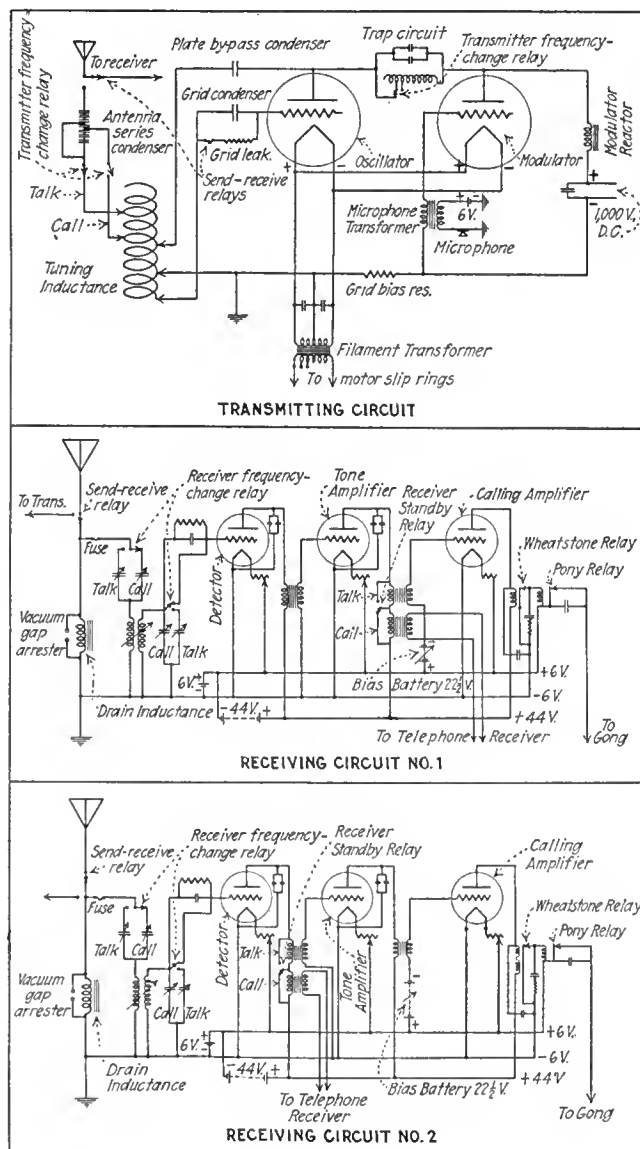 To receiver
Plate by-pass condenser
Trap circuit
Transmitter frequency-
change relay
Transmitter frequency-
change relay
Antenna
series
condenser
Grid condenser
Grid leak.
Send-receive
relays
Oscillator
Modulator
Modulator
Reactor
Talk
Call
+
-
+
-
+
-
1,000 V.
D.C.
Microphone
Transformer
+ -
6 V.
Microphone
Tuning
Inductance
Grid bias res.
Filament Transformer
To motor slip rings
TRANSMITTING CIRCUIT
To Trans.
Send-receive
relay
Receiver frequency-
change relay
Tone
Amplifier
Receiver
Standby
Relay
Calling Amplifier
Wheatstone Relay
Pony Relay
Fuse
Talk
Call
Detector
Talk
Call
Vacuum
gap
arrester
Call
Talk
6V.
+
-
Drain Inductance
- 44V. +
Bias Battery 22½ V.
-
+
+6V.
-6V.
+44V.
To Telephone Receiver
To
Gong
RECEIVING CIRCUIT NO. 1
Send-receive
relay
Receiver frequency-
change relay
Receiver
Standby Relay
Calling
Amplifier
Wheatstone Relay
Pony Relay
Fuse
Talk
Call
Detector
Talk
Call
Tone
Amplifier
Vacuum
gap
arrester
Call
Talk
6V.
+
-
Drain
Inductance
- 44V. +
-
+
Bias Battery 22½ V.
+6V.
-6V.
+44V
To Telephone
Receiver
To Gong
RECEIVING CIRCUIT NO. 2